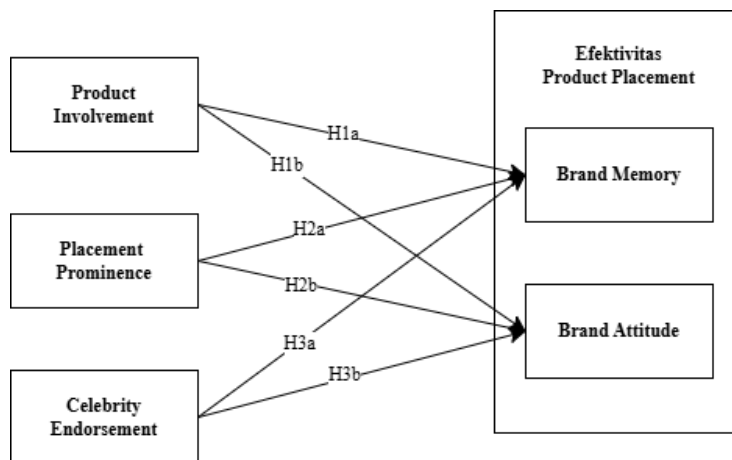 Efektivitas
Product Placement
Product
Involvement
H1a
H1b
Brand Memory
Placement
Prominence
H2a
H2b
Brand Attitude
H3a
H3b
Celebrity
Endorsement